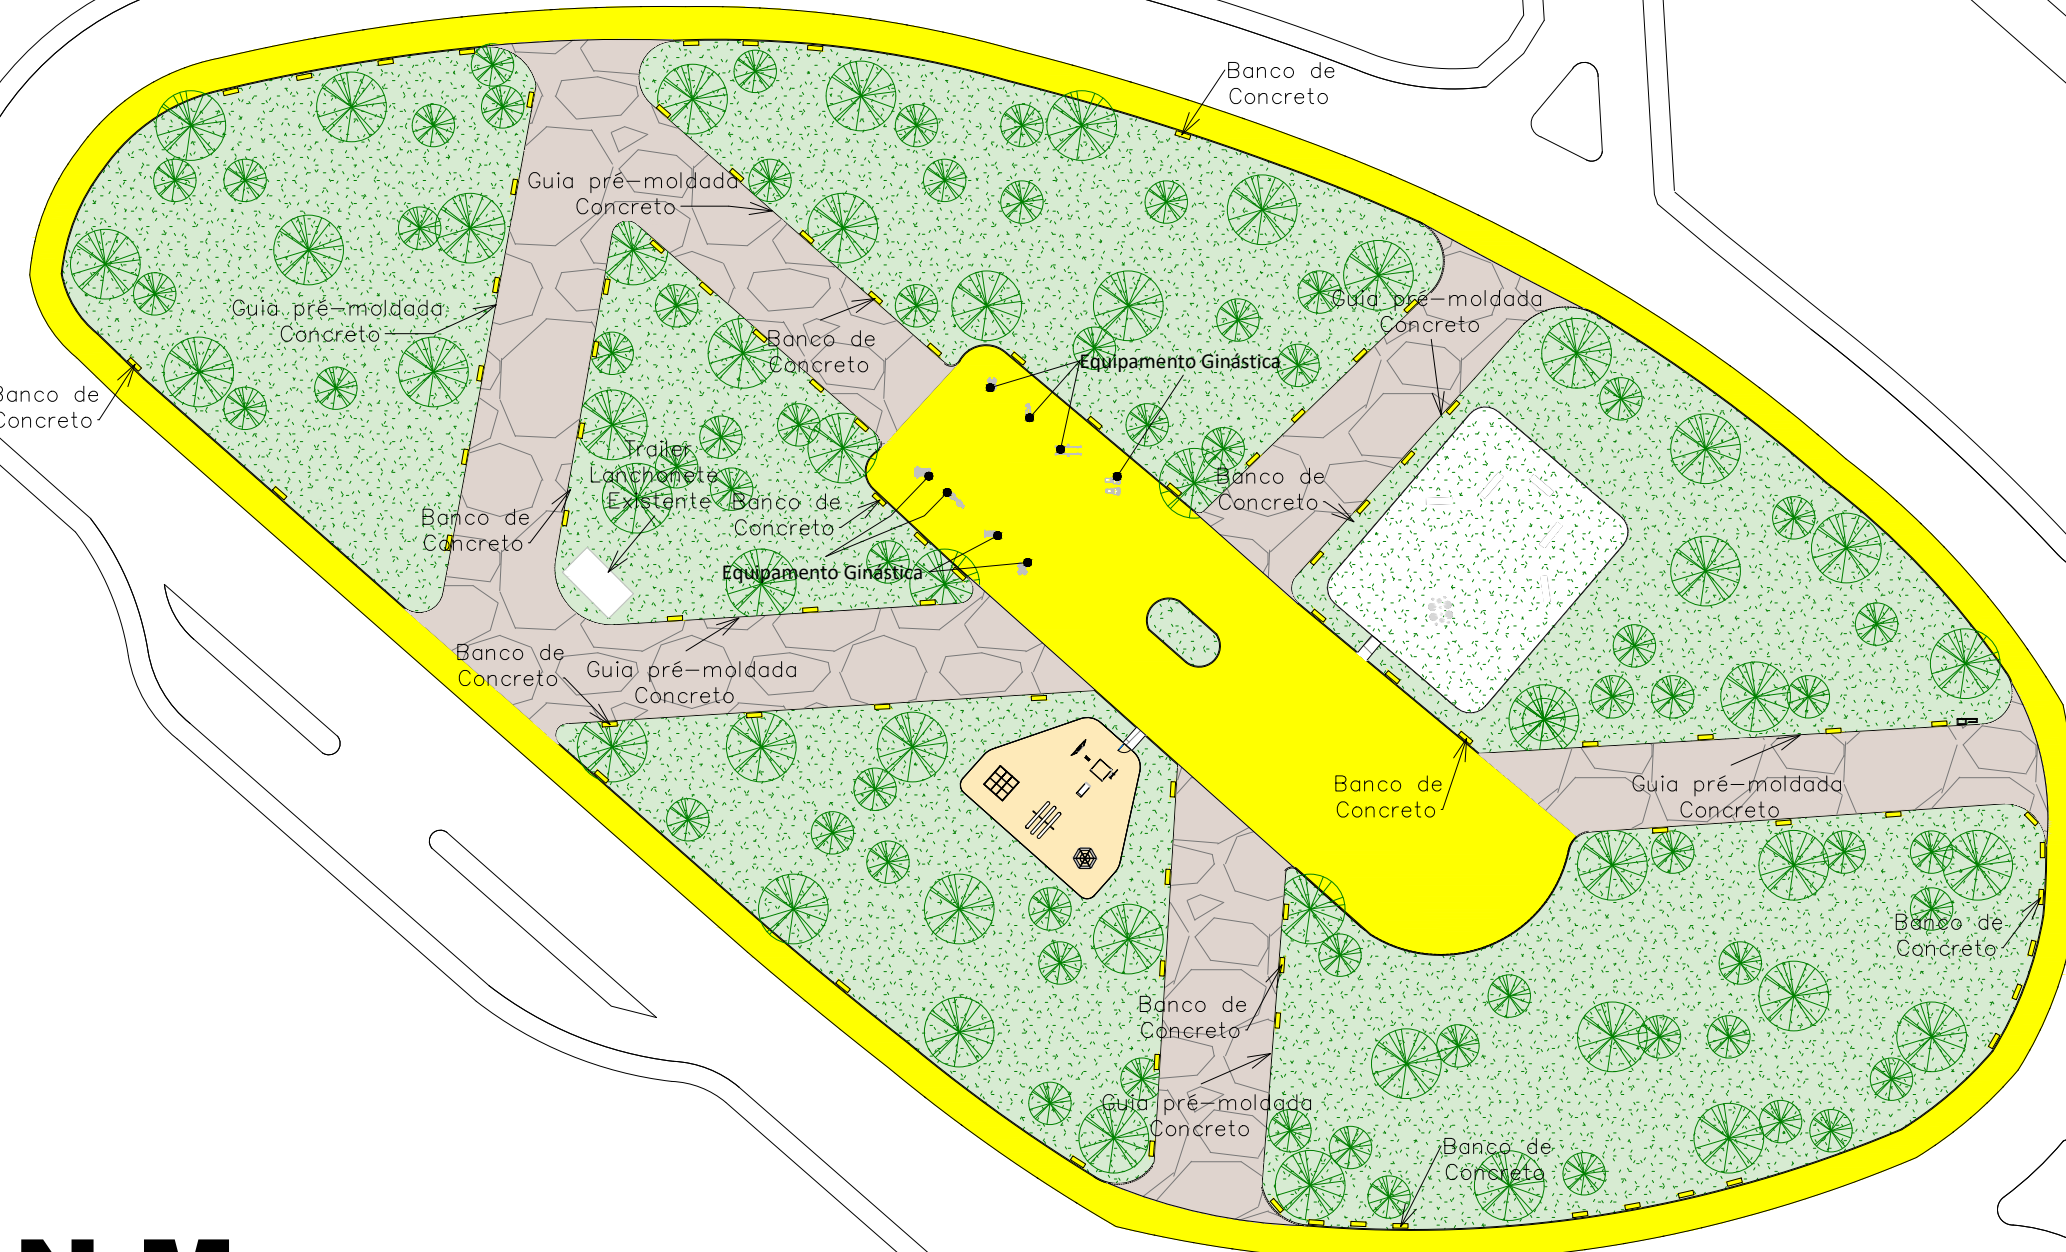 Banco de
Concreto
Guia pré-moldada
Concreto
Guia pré-moldada
Concreto
Guia pré-moldada
Concreto
Banco de
Concreto
Equipamento Ginástica
Banco de
Concreto
Trailer
Lanchonete
Existente
Banco de
Concreto
Banco de
Concreto
Banco de
Concreto
Equipamento Ginástica
Banco de
Concreto
Guia pré-moldada
Concreto
Banco de
Concreto
Guia pré-moldada
Concreto
Banco de
Concreto
Banco de
Concreto
Guia pré-moldada
Concreto
Banco de
Concreto